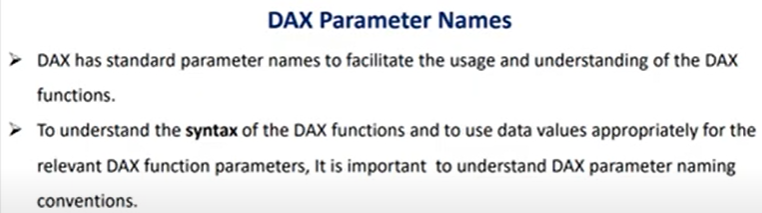 DAX Parameter Names
➢ DAX has standard parameter names to facilitate the usage and understanding of the DAX
functions.
➢ To understand the syntax of the DAX functions and to use data values appropriately for the
relevant DAX function parameters, It is important to understand DAX parameter naming
conventions.